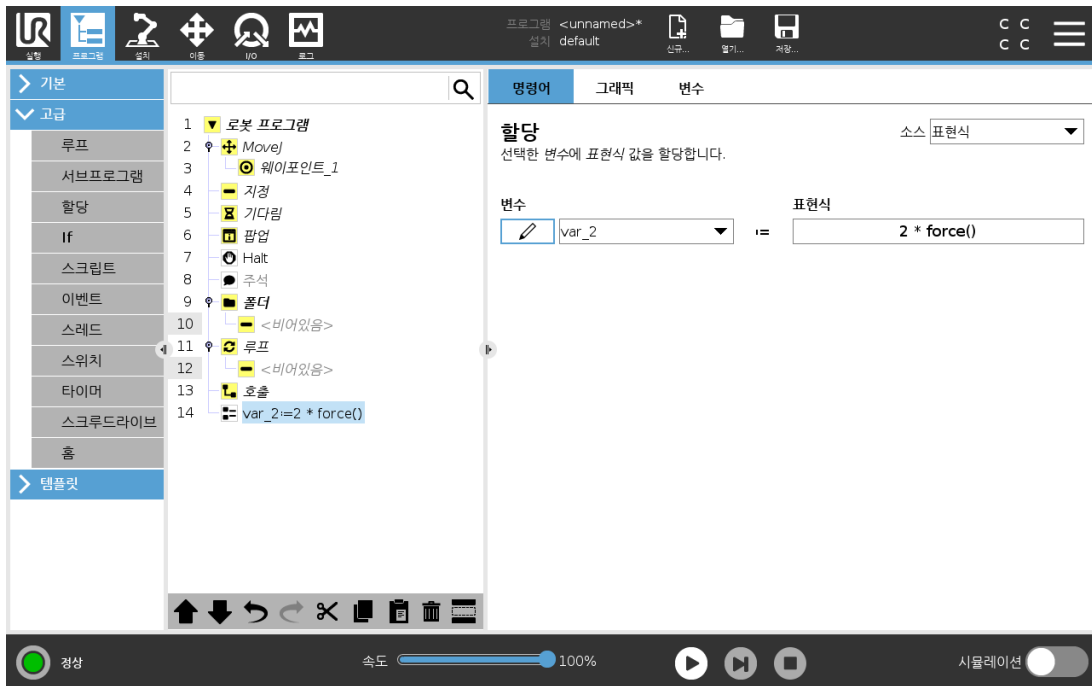 UR
실행
프로그램
설치
이동
I/O
로그
프로그램 <unnamed>*
설치 default
신규...
열기...
저장...
C C
C C
기본
고급
루프
서브프로그램
할당
If
스크립트
이벤트
스레드
스위치
타이머
스크루드라이브
홈
템플릿
1 로봇 프로그램
2 MoveJ
3 웨이포인트_1
4 지정
5 기다림
6 팝업
7 Halt
8 주석
9 폴더
10 <비어있음>
11 루프
12 <비어있음>
13 호출
14 var_2:=2 * force()
명령어 그래픽 변수
할당
소스 표현식
선택한 변수에 표현식 값을 할당합니다.
변수 표현식
var_2 := 2 * force()
정상
속도 100%
시뮬레이션